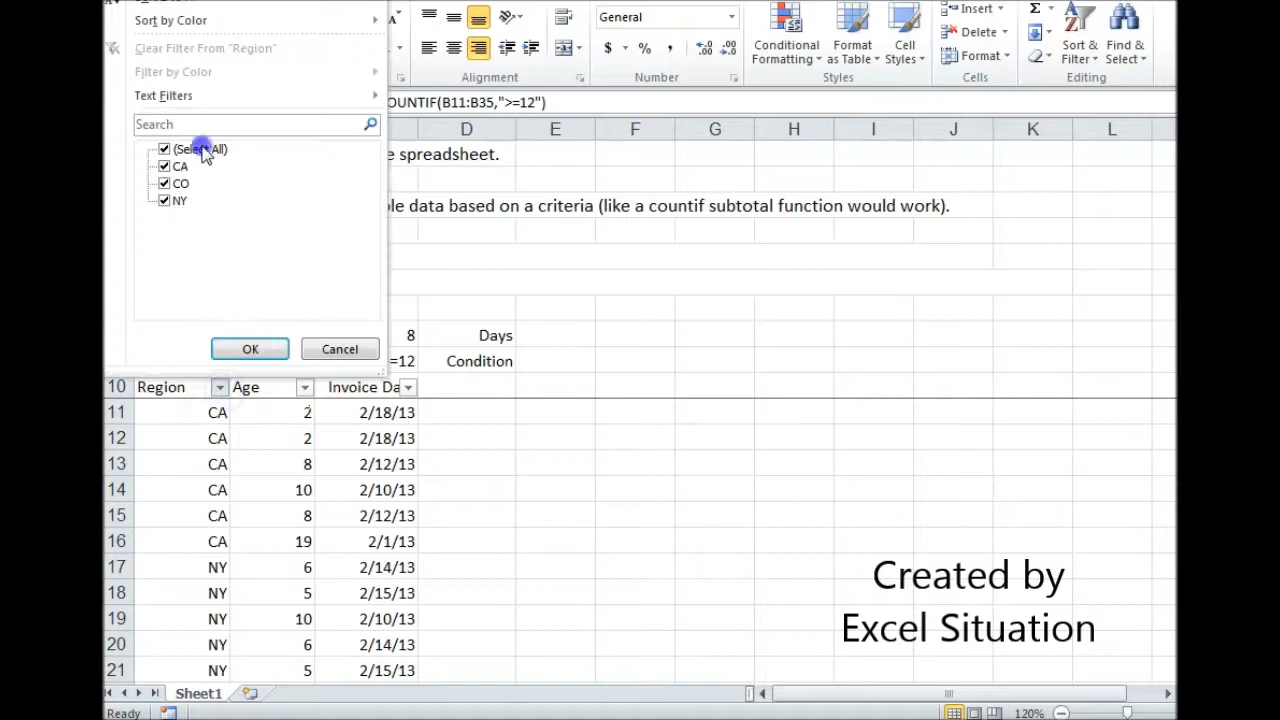 Sort by Color
General
Insert
Clear Filter From "Region"
$ % ,
Conditional Formatting
Format as Table
Cell Styles
Delete
Sort & Filter
Find & Select
Filter by Color
Format
Text Filters
Alignment
Number
Styles
Cells
Editing
OUNTIF(B11:B35,">=12")
Search
D E F G H I J K L
(Select All)
e spreadsheet.
CA
CO
NY
ple data based on a criteria (like a countif subtotal function would work).
8 Days
OK Cancel
=12 Condition
10 Region Age Invoice Da
11 CA 2 2/18/13
12 CA 2 2/18/13
13 CA 8 2/12/13
14 CA 10 2/10/13
15 CA 8 2/12/13
16 CA 19 2/1/13
17 NY 6 2/14/13
18 NY 5 2/15/13
19 NY 10 2/10/13
20 NY 6 2/14/13
21 NY 5 2/15/13
Created by
Excel Situation
Sheet1
Ready
120%